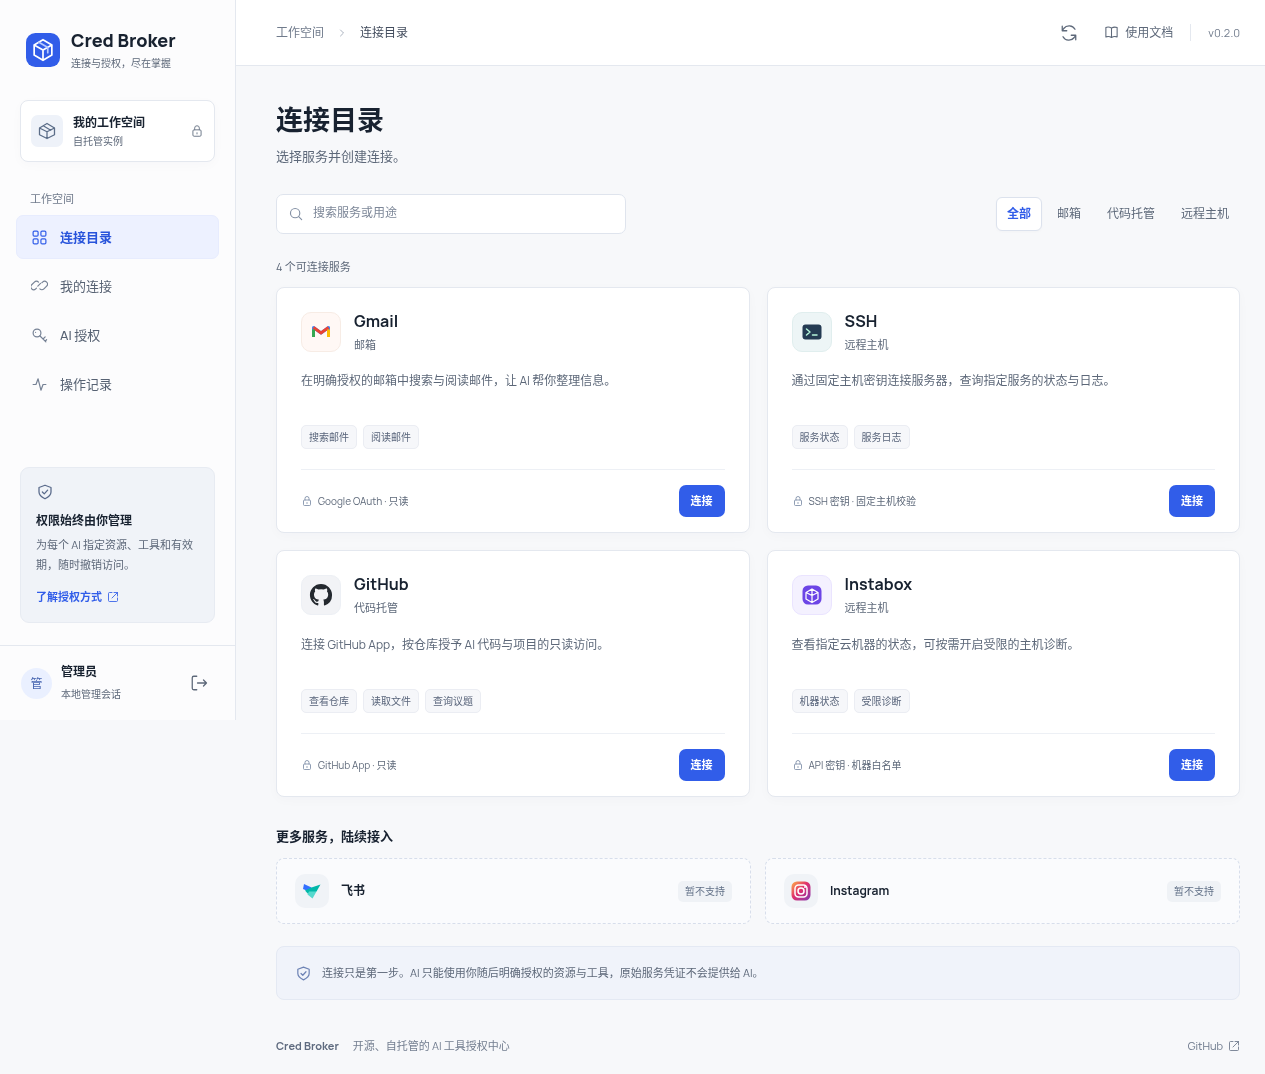 Cred Broker
连接与授权，尽在掌握
我的工作空间
自托管实例
工作空间
连接目录
我的连接
AI 授权
操作记录
权限始终由你管理
为每个 AI 指定资源、工具和有效
期，随时撤销访问。
了解授权方式
管
管理员
本地管理会话
工作空间
连接目录
使用文档
v0.2.0
连接目录
选择服务并创建连接。
搜索服务或用途
全部
邮箱
代码托管
远程主机
4 个可连接服务
Gmail
邮箱
在明确授权的邮箱中搜索与阅读邮件，让 AI 帮你整理信息。
搜索邮件
阅读邮件
Google OAuth · 只读
连接
SSH
远程主机
通过固定主机密钥连接服务器，查询指定服务的状态与日志。
服务状态
服务日志
SSH 密钥 · 固定主机校验
连接
GitHub
代码托管
连接 GitHub App，按仓库授予 AI 代码与项目的只读访问。
查看仓库
读取文件
查询议题
GitHub App · 只读
连接
Instabox
远程主机
查看指定云机器的状态，可按需开启受限的主机诊断。
机器状态
受限诊断
API 密钥 · 机器白名单
连接
更多服务，陆续接入
飞书
暂不支持
Instagram
暂不支持
连接只是第一步。AI 只能使用你随后明确授权的资源与工具，原始服务凭证不会提供给 AI。
Cred Broker
开源、自托管的 AI 工具授权中心
GitHub